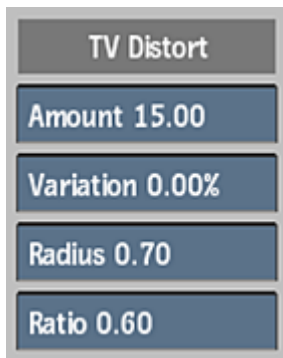 TV Distort
Amount 15.00
Variation 0.00%
Radius 0.70
Ratio 0.60